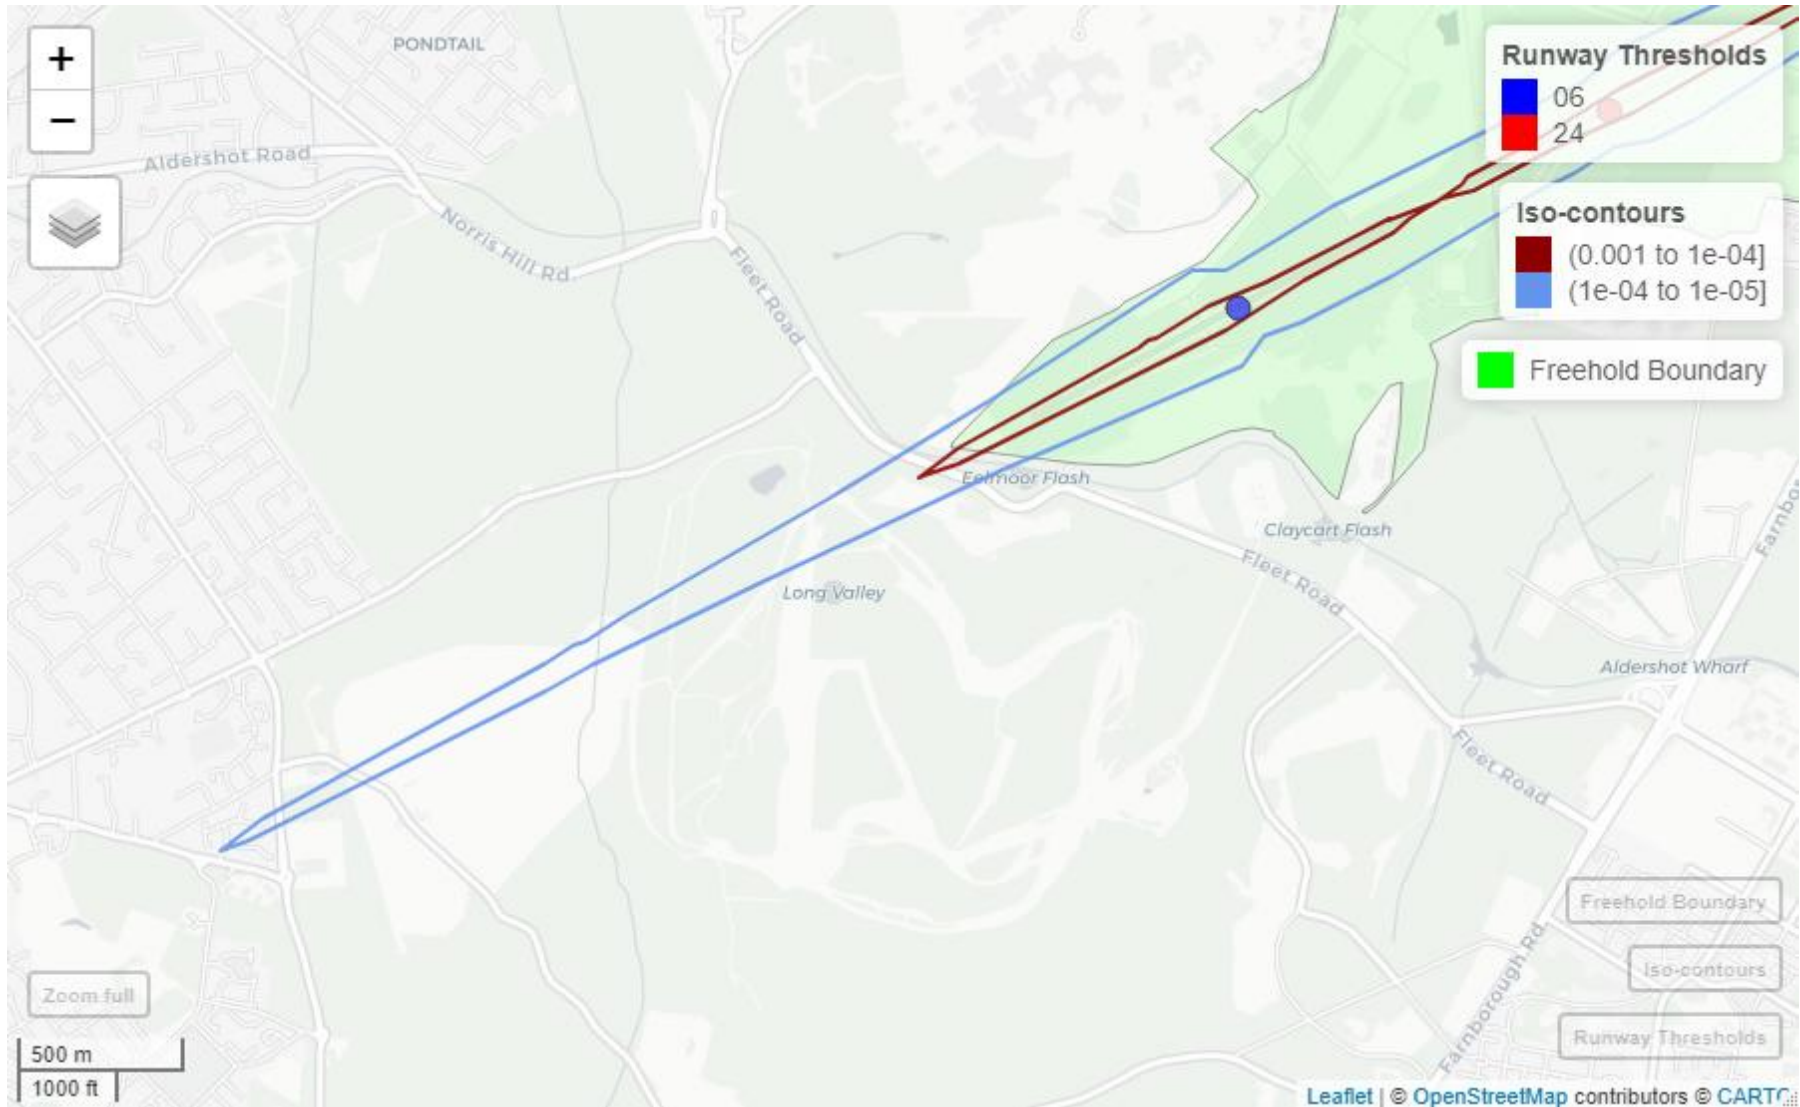 +
−
PONDTAIL
Aldershot Road
Norris Hill Rd.
Fleet Road
Runway Thresholds
06
24
Iso-contours
(0.001 to 1e-04]
(1e-04 to 1e-05]
Freehold Boundary
Eelmoor Flash
Claycart Flash
Fleet Road
Long Valley
Aldershot Wharf
Fleet Road
Farnborough Rd
Freehold Boundary
Iso-contours
Runway Thresholds
Zoom full
500 m
1000 ft
Leaflet | © OpenStreetMap contributors ©